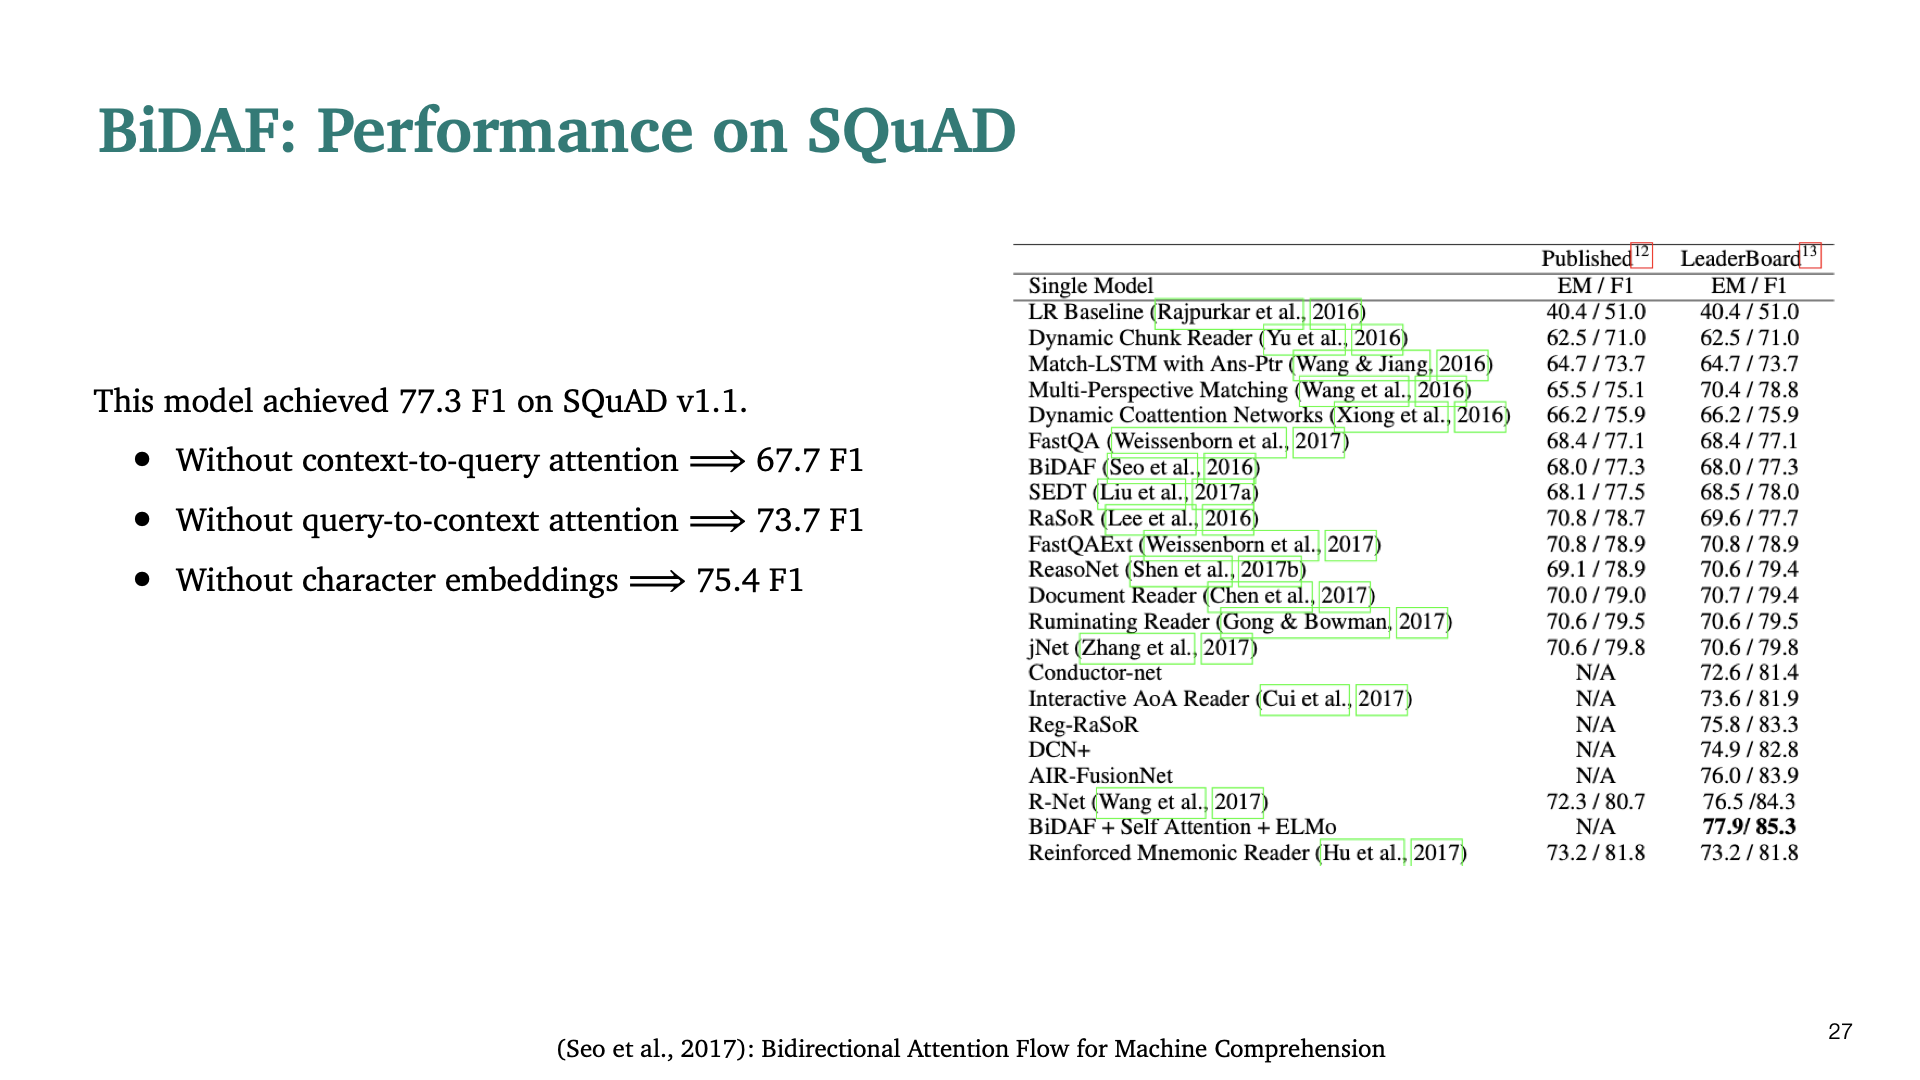 BiDAF: Performance on SQuAD
This model achieved 77.3 F1 on SQuAD v1.1.
● Without context-to-query attention ⟹ 67.7 F1
● Without query-to-context attention ⟹ 73.7 F1
● Without character embeddings ⟹ 75.4 F1
Published12 LeaderBoard13
Single Model EM / F1 EM / F1
LR Baseline (Rajpurkar et al., 2016) 40.4 / 51.0 40.4 / 51.0
Dynamic Chunk Reader (Yu et al., 2016) 62.5 / 71.0 62.5 / 71.0
Match-LSTM with Ans-Ptr (Wang & Jiang, 2016) 64.7 / 73.7 64.7 / 73.7
Multi-Perspective Matching (Wang et al., 2016) 65.5 / 75.1 70.4 / 78.8
Dynamic Coattention Networks (Xiong et al., 2016) 66.2 / 75.9 66.2 / 75.9
FastQA (Weissenborn et al., 2017) 68.4 / 77.1 68.4 / 77.1
BiDAF (Seo et al., 2016) 68.0 / 77.3 68.0 / 77.3
SEDT (Liu et al., 2017a) 68.1 / 77.5 68.5 / 78.0
RaSoR (Lee et al., 2016) 70.8 / 78.7 69.6 / 77.7
FastQAExt (Weissenborn et al., 2017) 70.8 / 78.9 70.8 / 78.9
ReasoNet (Shen et al., 2017b) 69.1 / 78.9 70.6 / 79.4
Document Reader (Chen et al., 2017) 70.0 / 79.0 70.7 / 79.4
Ruminating Reader (Gong & Bowman, 2017) 70.6 / 79.5 70.6 / 79.5
jNet (Zhang et al., 2017) 70.6 / 79.8 70.6 / 79.8
Conductor-net N/A 72.6 / 81.4
Interactive AoA Reader (Cui et al., 2017) N/A 73.6 / 81.9
Reg-RaSoR N/A 75.8 / 83.3
DCN+ N/A 74.9 / 82.8
AIR-FusionNet N/A 76.0 / 83.9
R-Net (Wang et al., 2017) 72.3 / 80.7 76.5 /84.3
BiDAF + Self Attention + ELMo N/A 77.9/ 85.3
Reinforced Mnemonic Reader (Hu et al., 2017) 73.2 / 81.8 73.2 / 81.8
27
(Seo et al., 2017): Bidirectional Attention Flow for Machine Comprehension